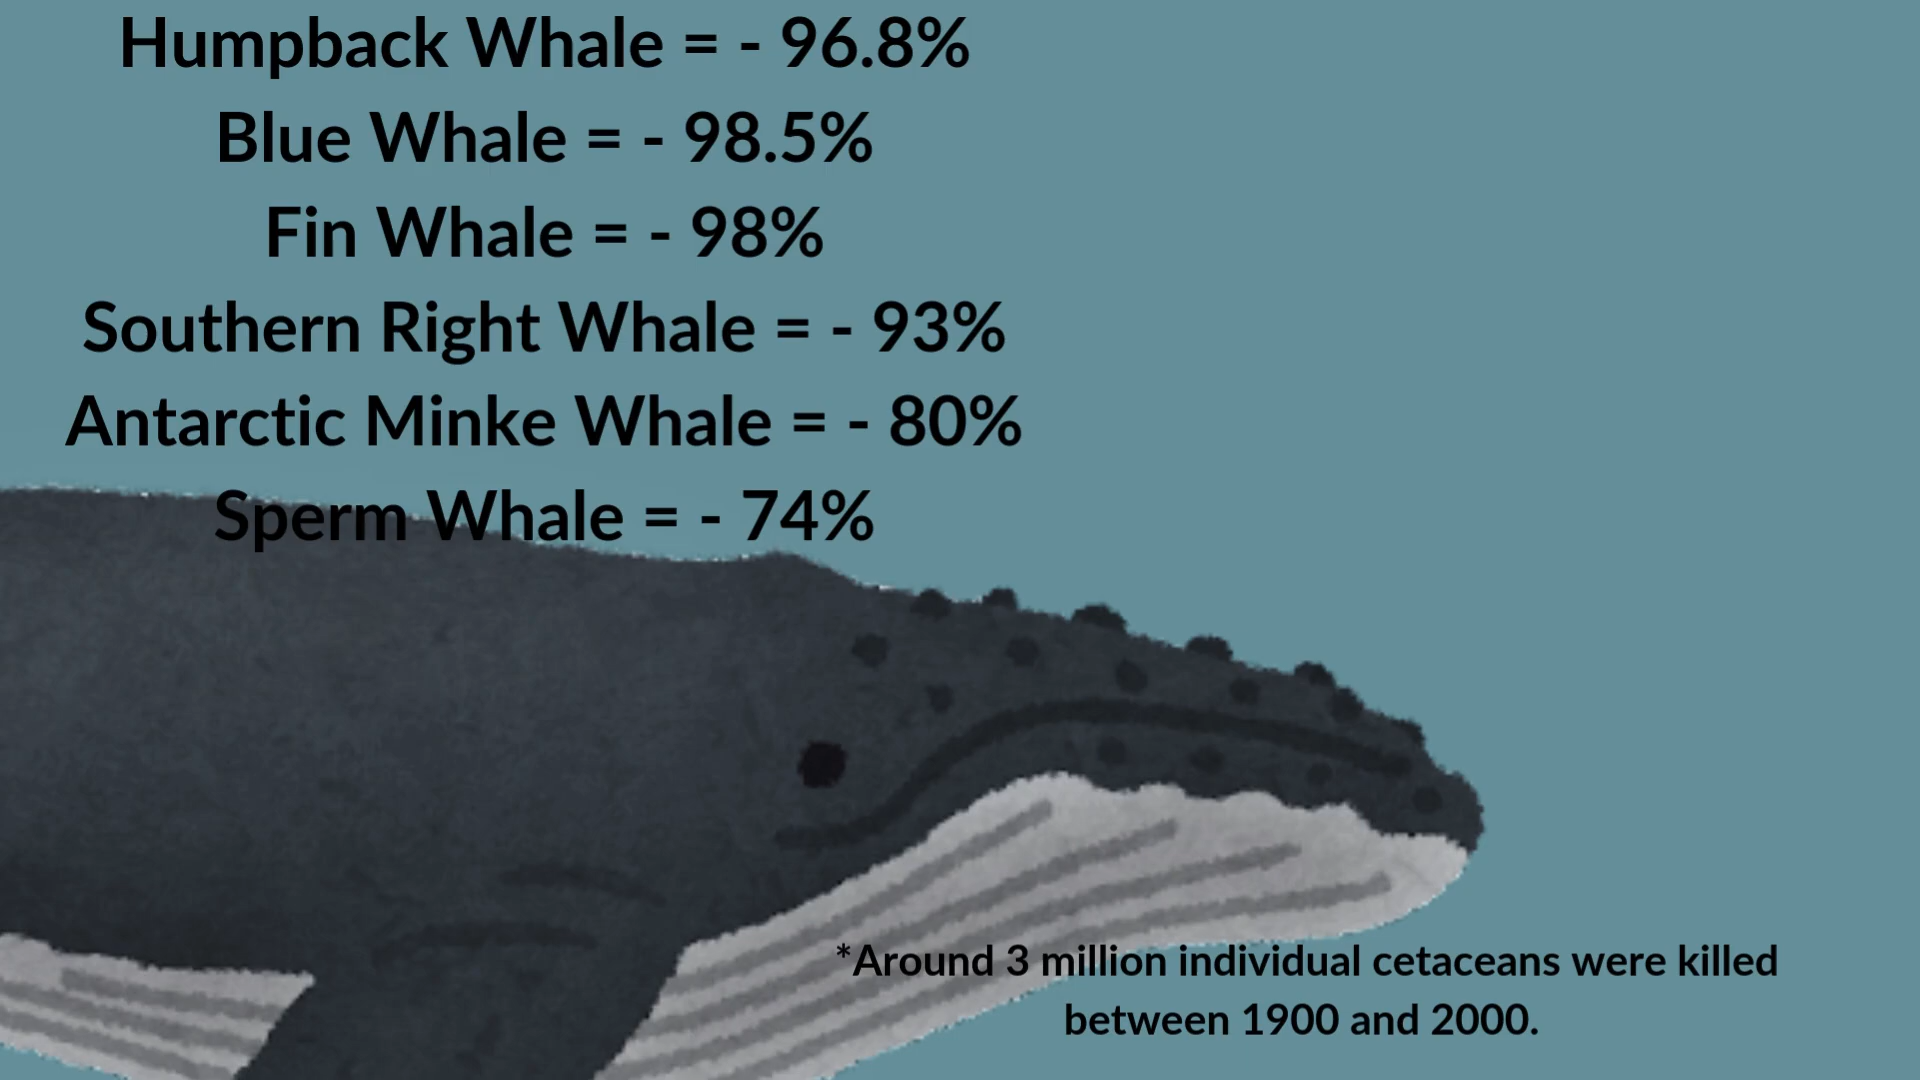 Humpback Whale = - 96.8%
Blue Whale = - 98.5%
Fin Whale = - 98%
Southern Right Whale = - 93%
Antarctic Minke Whale = - 80%
Sperm Whale = - 74%
*Around 3 million individual cetaceans were killed
between 1900 and 2000.